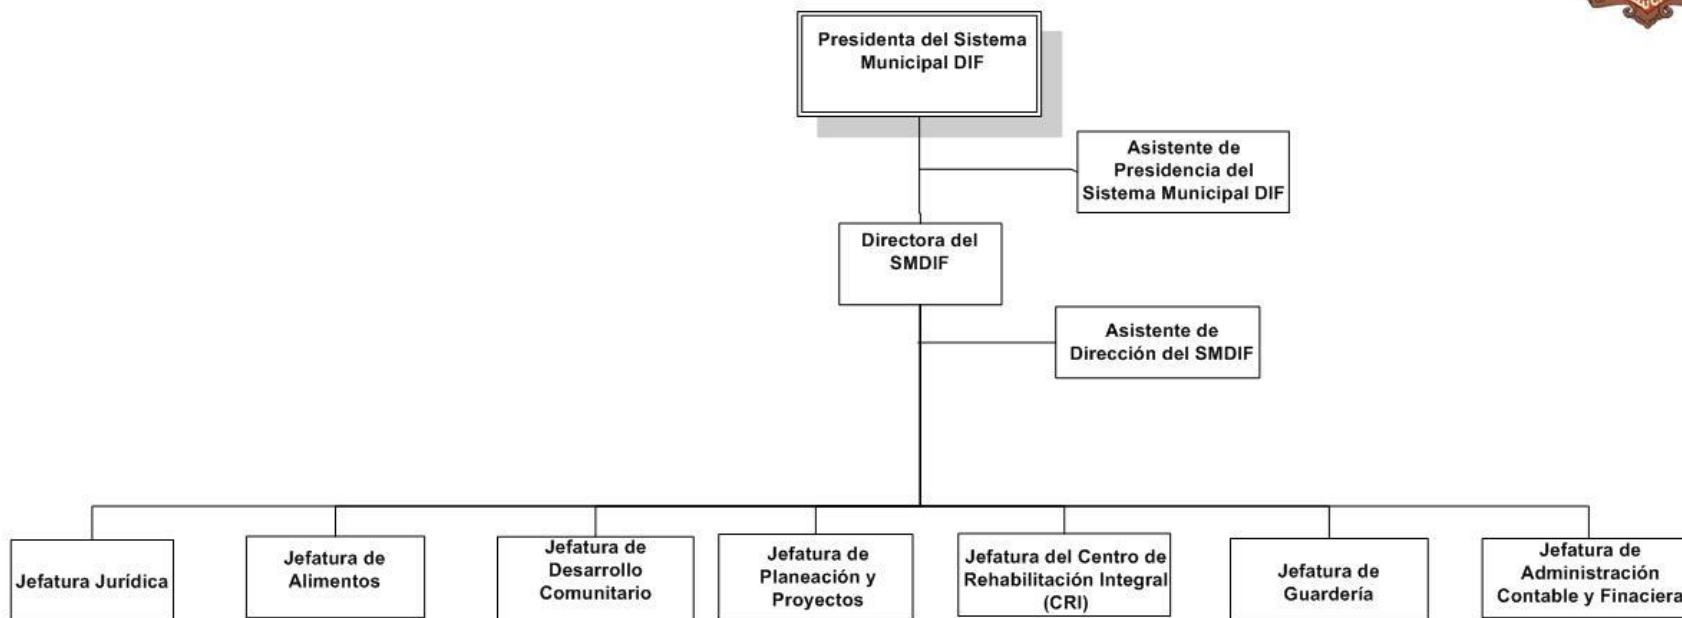 Presidenta del Sistema
Municipal DIF
Asistente de
Presidencia del
Sistema Municipal DIF
Directora del
SMDIF
Asistente de
Dirección del SMDIF
Jefatura Jurídica
Jefatura de
Alimentos
Jefatura de
Desarrollo
Comunitario
Jefatura de
Planeación y
Proyectos
Jefatura del Centro de
Rehabilitación Integral
(CRI)
Jefatura de
Guardería
Jefatura de
Administración
Contable y Finaciera